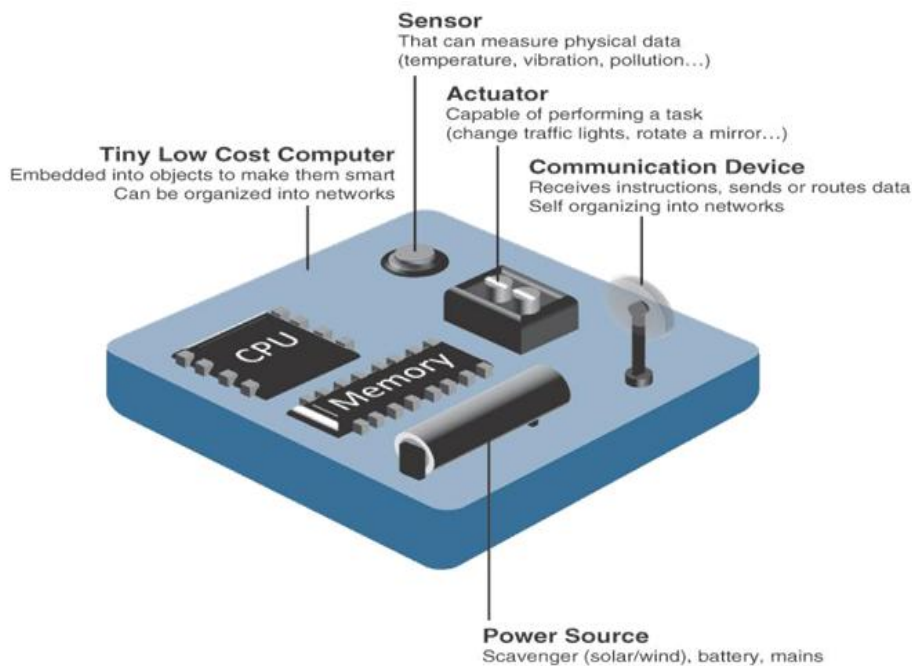 Sensor
That can measure physical data
(temperature, vibration, pollution…)
Actuator
Capable of performing a task
(change traffic lights, rotate a mirror…)
Tiny Low Cost Computer
Embedded into objects to make them smart
Can be organized into networks
Communication Device
Receives instructions, sends or routes data
Self organizing into networks
CPU
Memory
Power Source
Scavenger (solar/wind), battery, mains